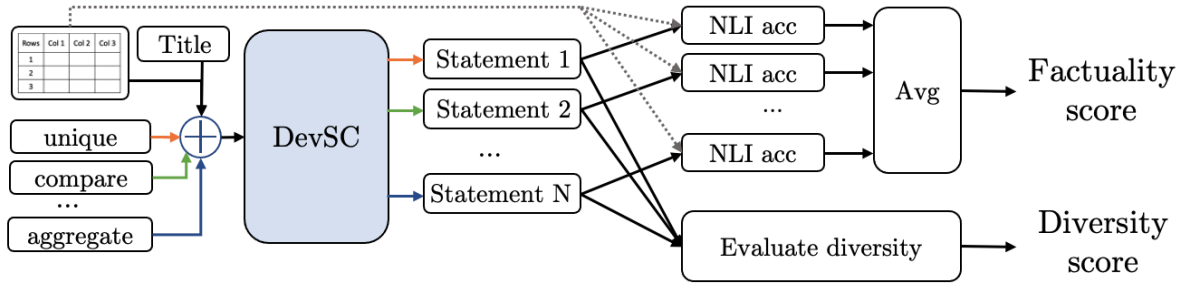 Rows Col 1 Col 2 Col 3
1
2
3
Title
unique
compare
...
aggregate
DevSC
Statement 1
Statement 2
...
Statement N
NLI acc
NLI acc
...
NLI acc
Avg
Evaluate diversity
Factuality
score
Diversity
score